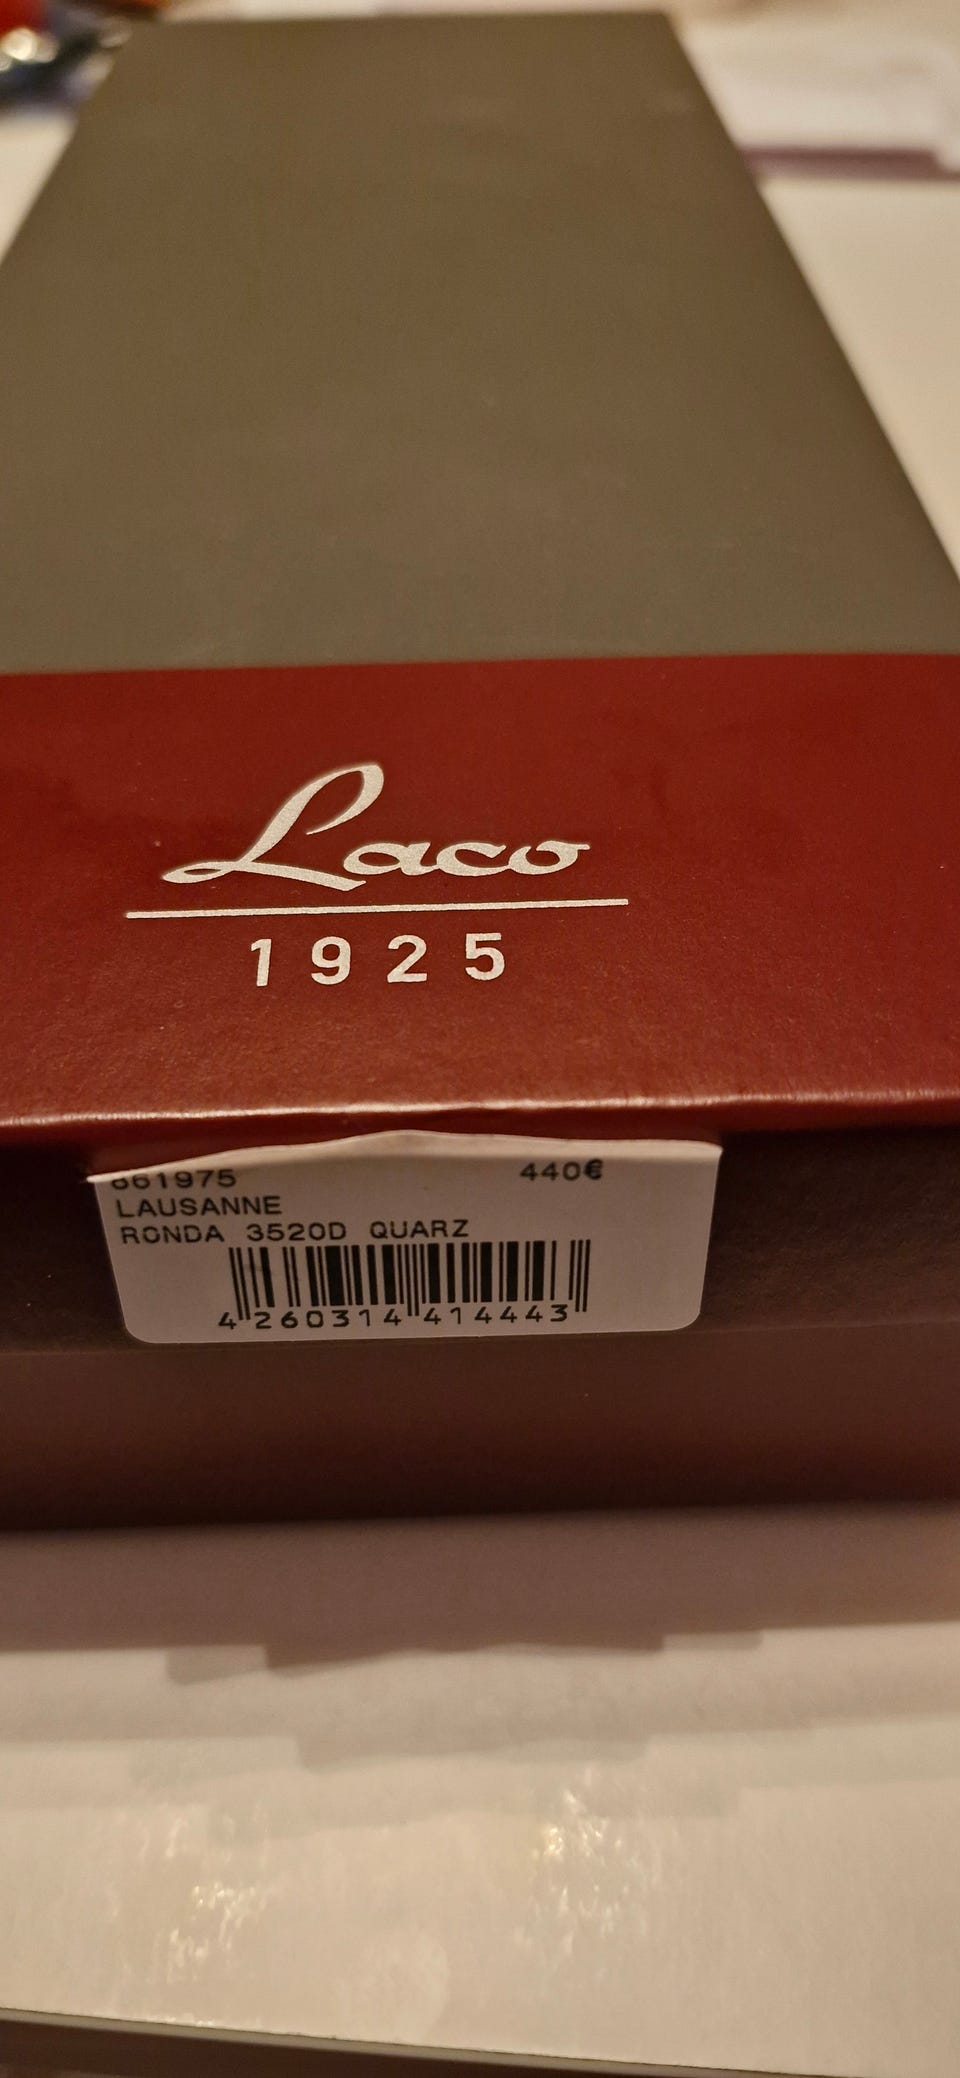 Laco
1925
861975 440€
LAUSANNE
RONDA 3520D QUARZ
4 260314 414443